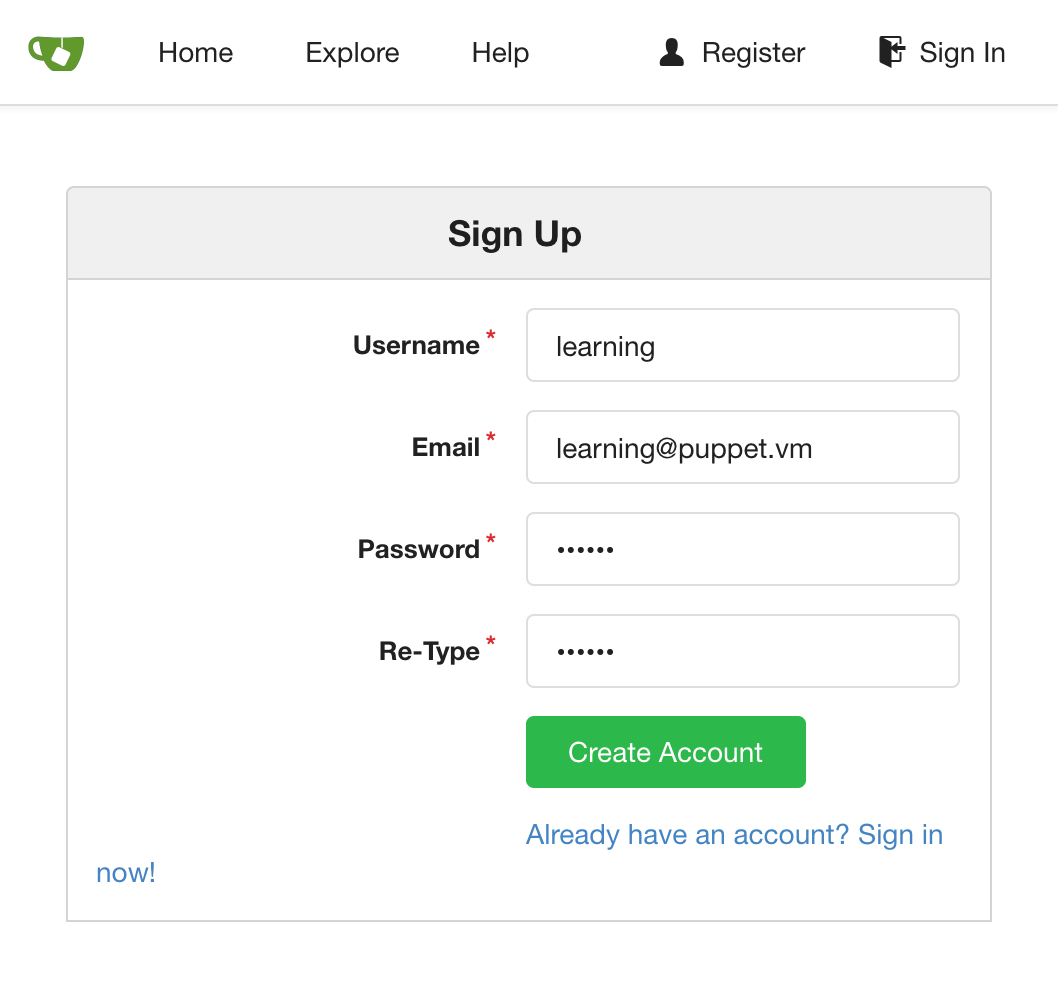 Home Explore Help Register Sign In
Sign Up
Username * learning
Email * learning@puppet.vm
Password * ••••••
Re-Type * ••••••
Create Account
Already have an account? Sign in
now!